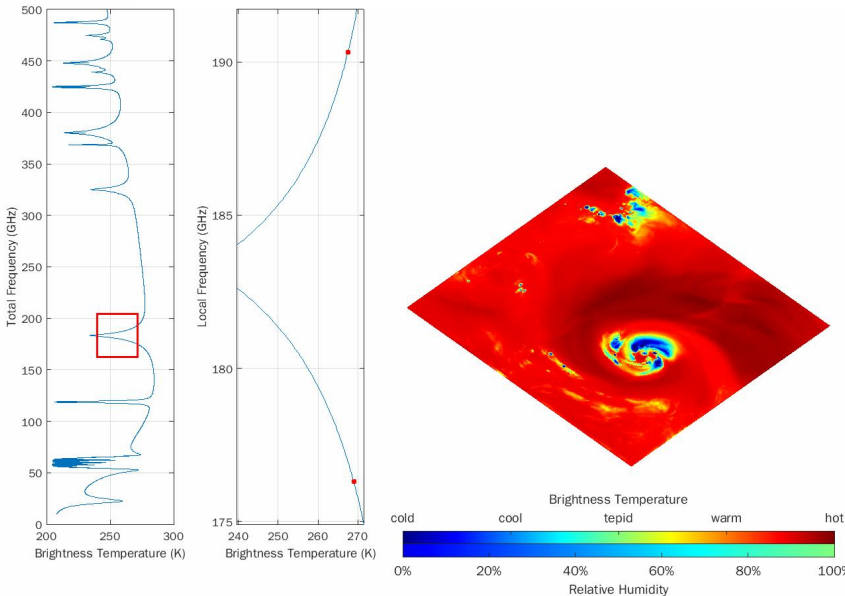 500
450
400
350
300
250
200
150
100
50
0
Total Frequency (GHz)
200 250 300
Brightness Temperature (K)
190
185
180
175
Local Frequency (GHz)
240 250 260 270
Brightness Temperature (K)
Brightness Temperature
cold cool tepid warm hot
0% 20% 40% 60% 80% 100%
Relative Humidity